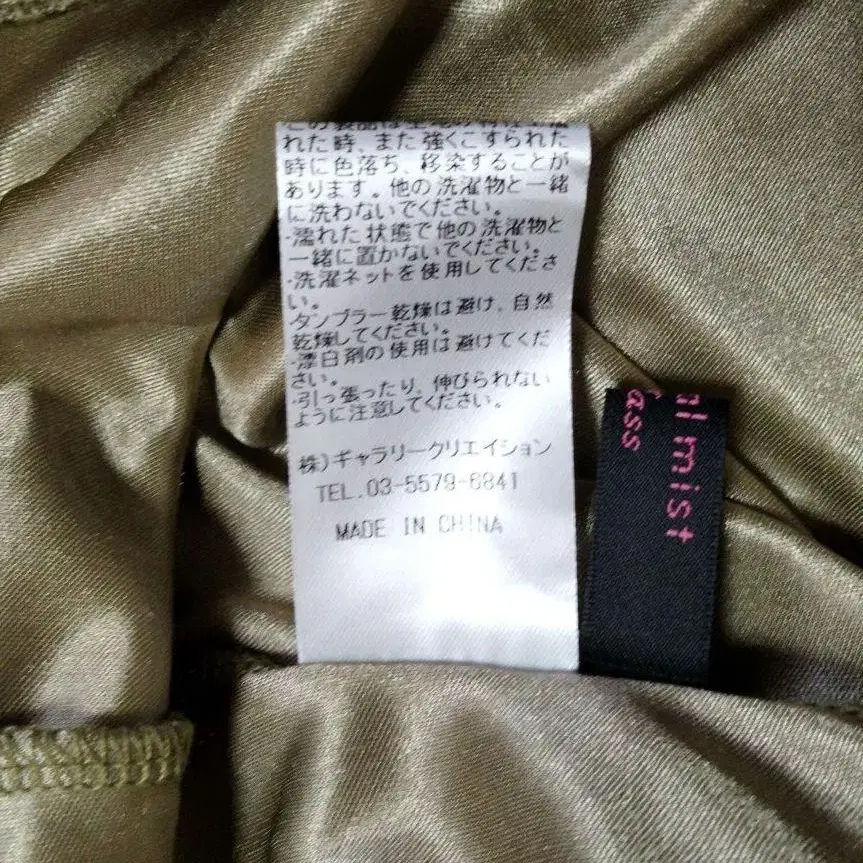 この製品は
れた時、また強くこすられた
時に色落ち、移染することが
あります。他の洗濯物と一緒
に洗わないでください。
・濡れた状態で他の洗濯物と
一緒に置かないでください。
・洗濯ネットを使用してくださ
い。
・タンブラー乾燥は避け、自然
乾燥してください。
・漂白剤の使用は避けてくだ
さい。
・引っ張ったり、伸びられない
ように注意してください。
株)ギャラリークリエイション
TEL.03-5579-6841
MADE IN CHINA
al mist
ass